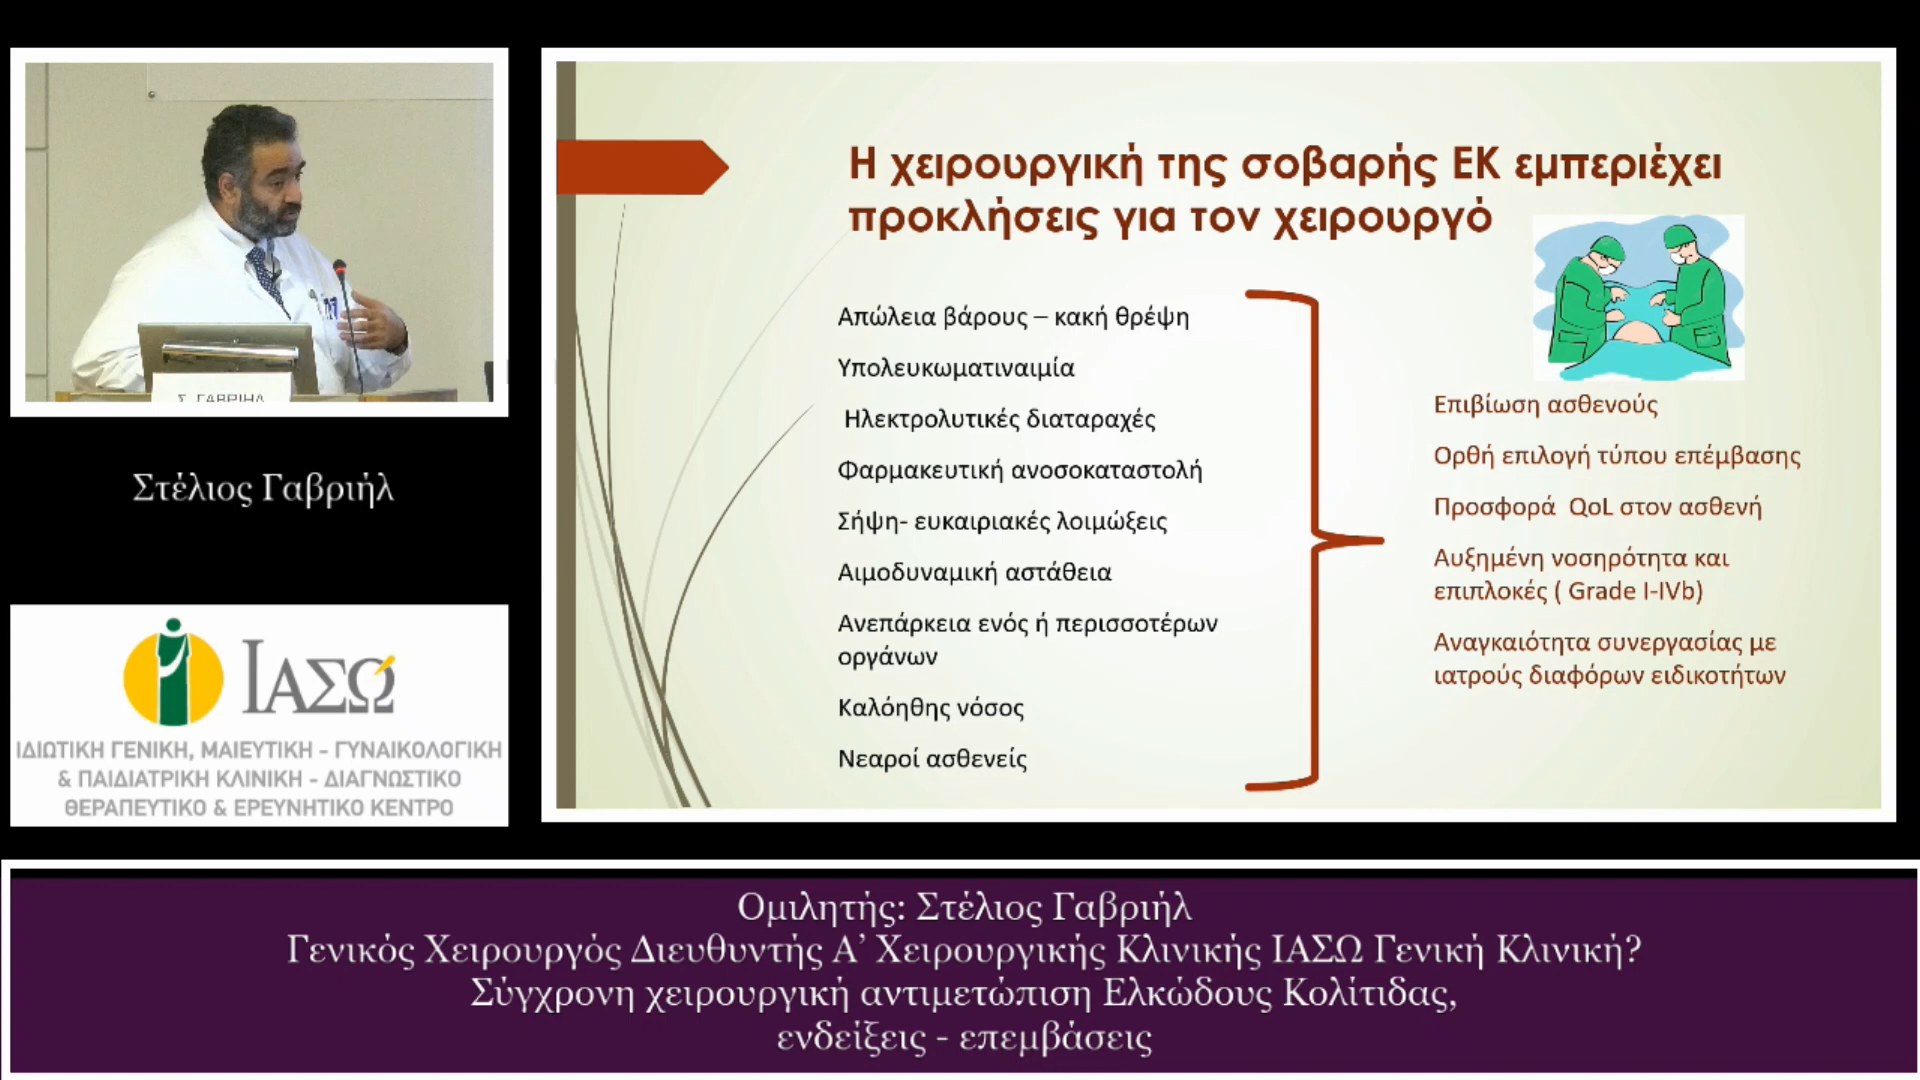 Σ. ΓΑΒΡΙΗΛ
Στέλιος Γαβριήλ
ΙΑΣΩ
ΙΔΙΩΤΙΚΗ ΓΕΝΙΚΗ, ΜΑΙΕΥΤΙΚΗ - ΓΥΝΑΙΚΟΛΟΓΙΚΗ
& ΠΑΙΔΙΑΤΡΙΚΗ ΚΛΙΝΙΚΗ - ΔΙΑΓΝΩΣΤΙΚΟ
ΘΕΡΑΠΕΥΤΙΚΟ & ΕΡΕΥΝΗΤΙΚΟ ΚΕΝΤΡΟ
Η χειρουργική της σοβαρής ΕΚ εμπεριέχει
προκλήσεις για τον χειρουργό
Απώλεια βάρους – κακή θρέψη
Υπολευκωματιναιμία
Ηλεκτρολυτικές διαταραχές
Φαρμακευτική ανοσοκαταστολή
Σήψη- ευκαιριακές λοιμώξεις
Αιμοδυναμική αστάθεια
Ανεπάρκεια ενός ή περισσοτέρων
οργάνων
Καλόηθης νόσος
Νεαροί ασθενείς
Επιβίωση ασθενούς
Ορθή επιλογή τύπου επέμβασης
Προσφορά QoL στον ασθενή
Αυξημένη νοσηρότητα και
επιπλοκές ( Grade I-IVb)
Αναγκαιότητα συνεργασίας με
ιατρούς διαφόρων ειδικοτήτων
Ομιλητής: Στέλιος Γαβριήλ
Γενικός Χειρουργός Διευθυντής Α’ Χειρουργικής Κλινικής ΙΑΣΩ Γενική Κλινική?
Σύγχρονη χειρουργική αντιμετώπιση Ελκώδους Κολίτιδας,
ενδείξεις - επεμβάσεις